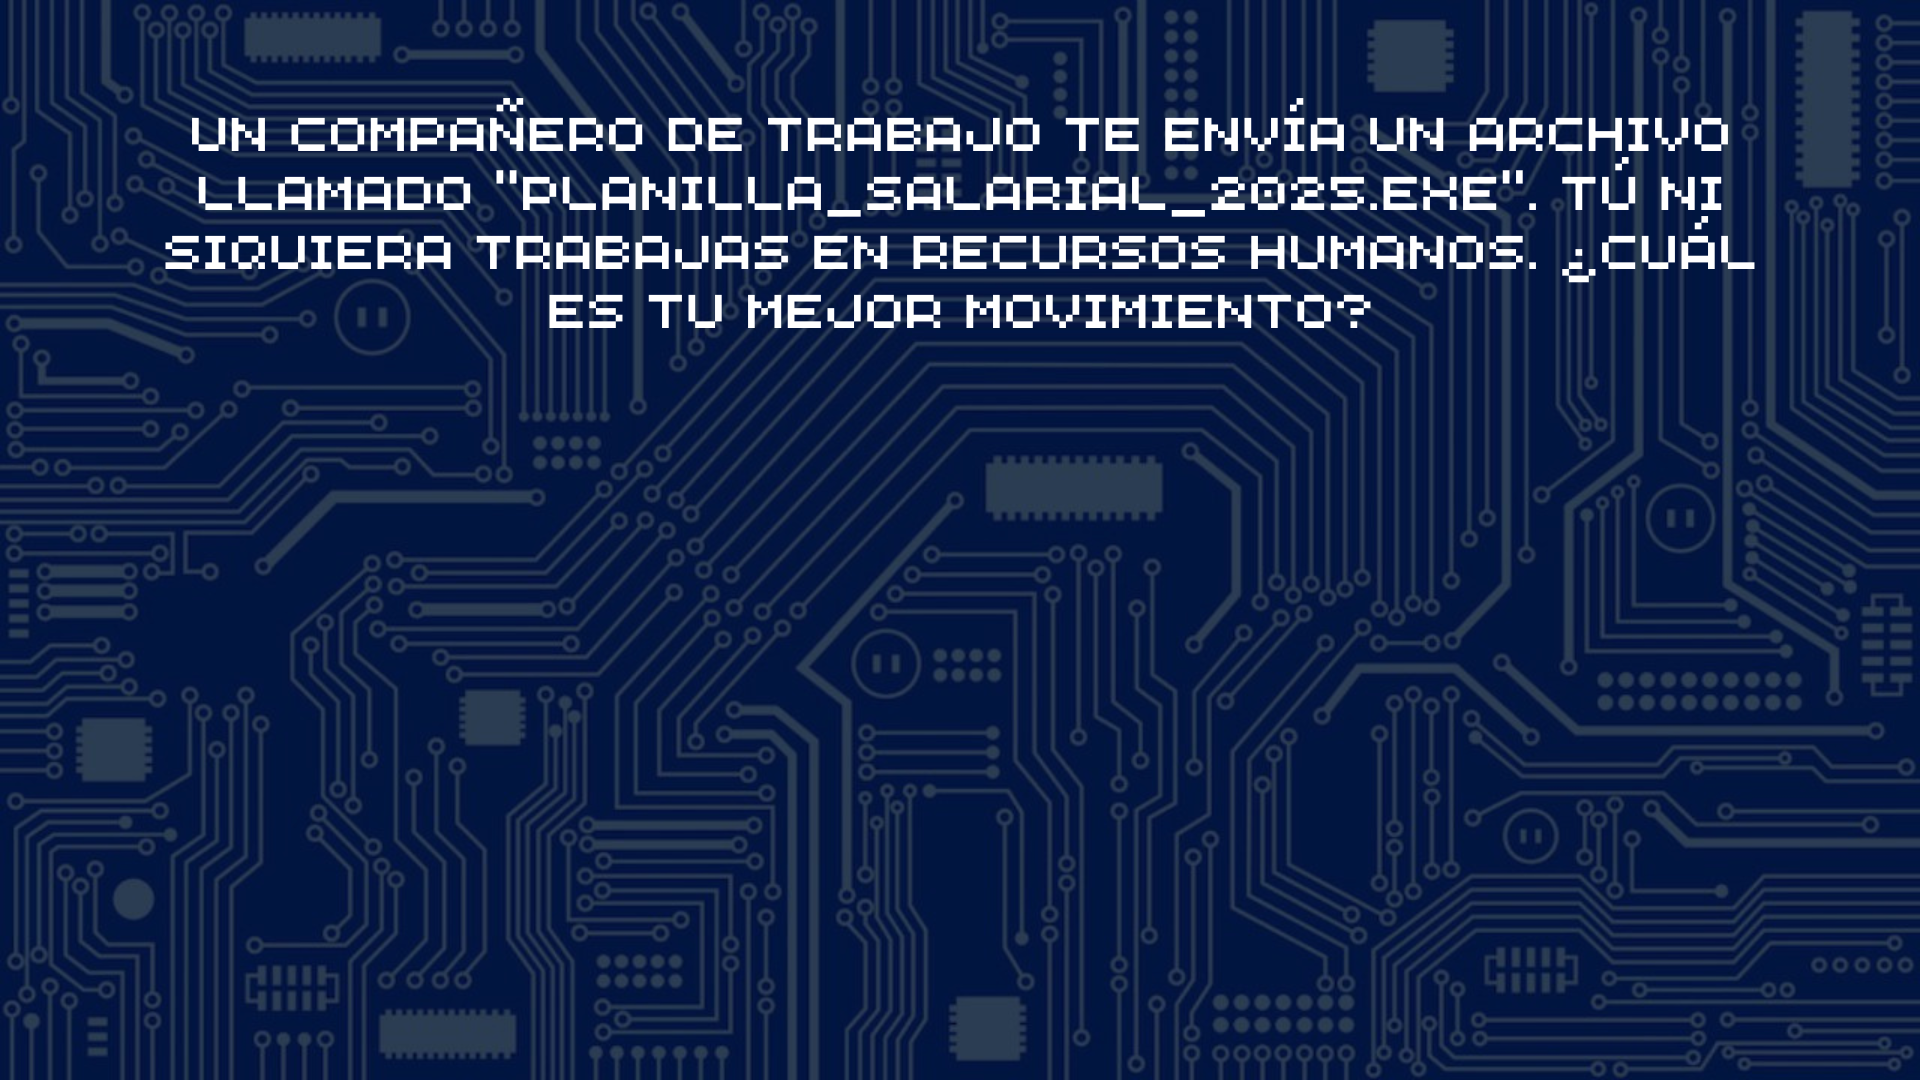 UN COMPAÑERO DE TRABAJO TE ENVÍA UN ARCHIVO
LLAMADO "PLANILLA_SALARIAL_2025.EXE". TÚ NI
SIQUIERA TRABAJAS EN RECURSOS HUMANOS. ¿CUÁL
ES TU MEJOR MOVIMIENTO?